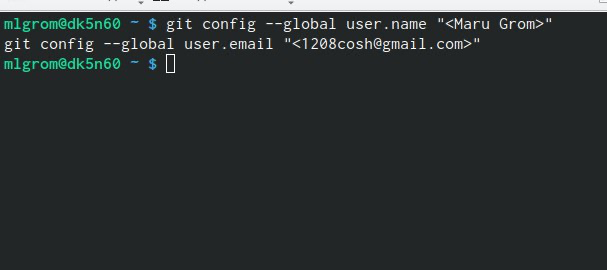 mlgrom@dk5n60 ~ $ git config --global user.name "<Maru Grom>"
git config --global user.email "<1208cosh@gmail.com>"
mlgrom@dk5n60 ~ $